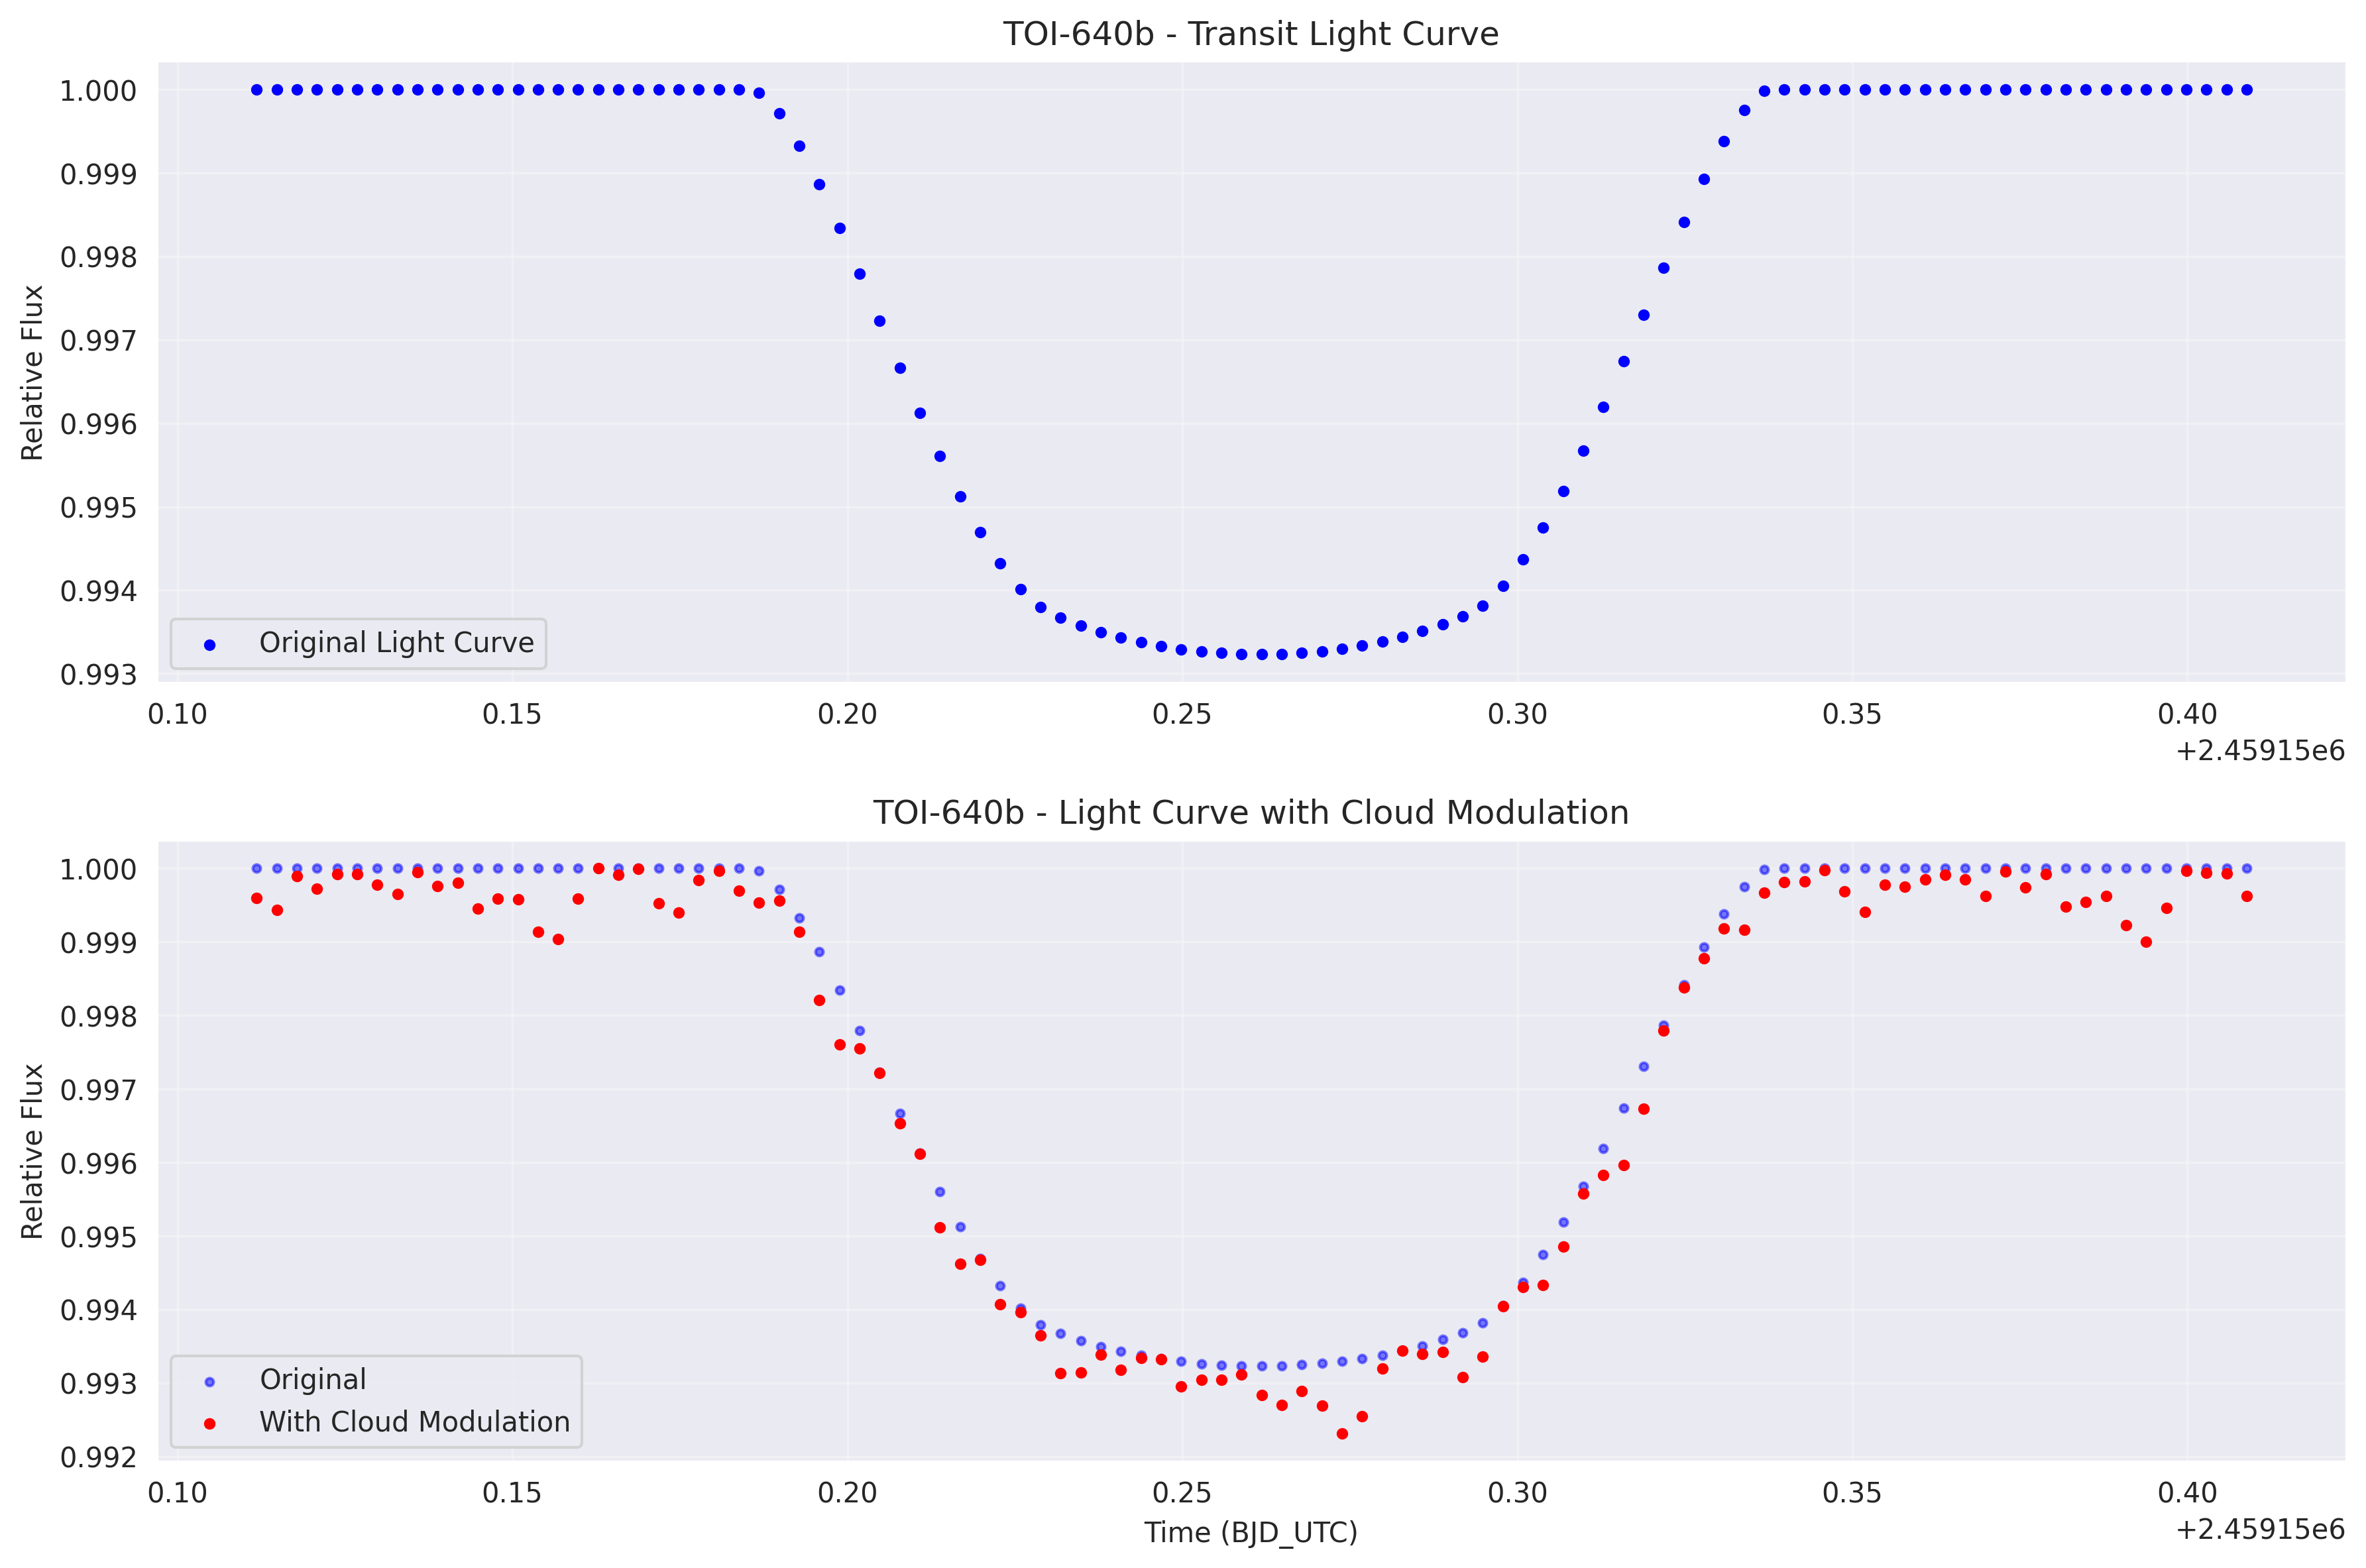 TOI-640b - Transit Light Curve
Relative Flux
1.000
0.999
0.998
0.997
0.996
0.995
0.994
0.993
Original Light Curve
0.10 0.15 0.20 0.25 0.30 0.35 0.40
+2.45915e6
TOI-640b - Light Curve with Cloud Modulation
Relative Flux
1.000
0.999
0.998
0.997
0.996
0.995
0.994
0.993
0.992
Original
With Cloud Modulation
0.10 0.15 0.20 0.25 0.30 0.35 0.40
+2.45915e6
Time (BJD_UTC)